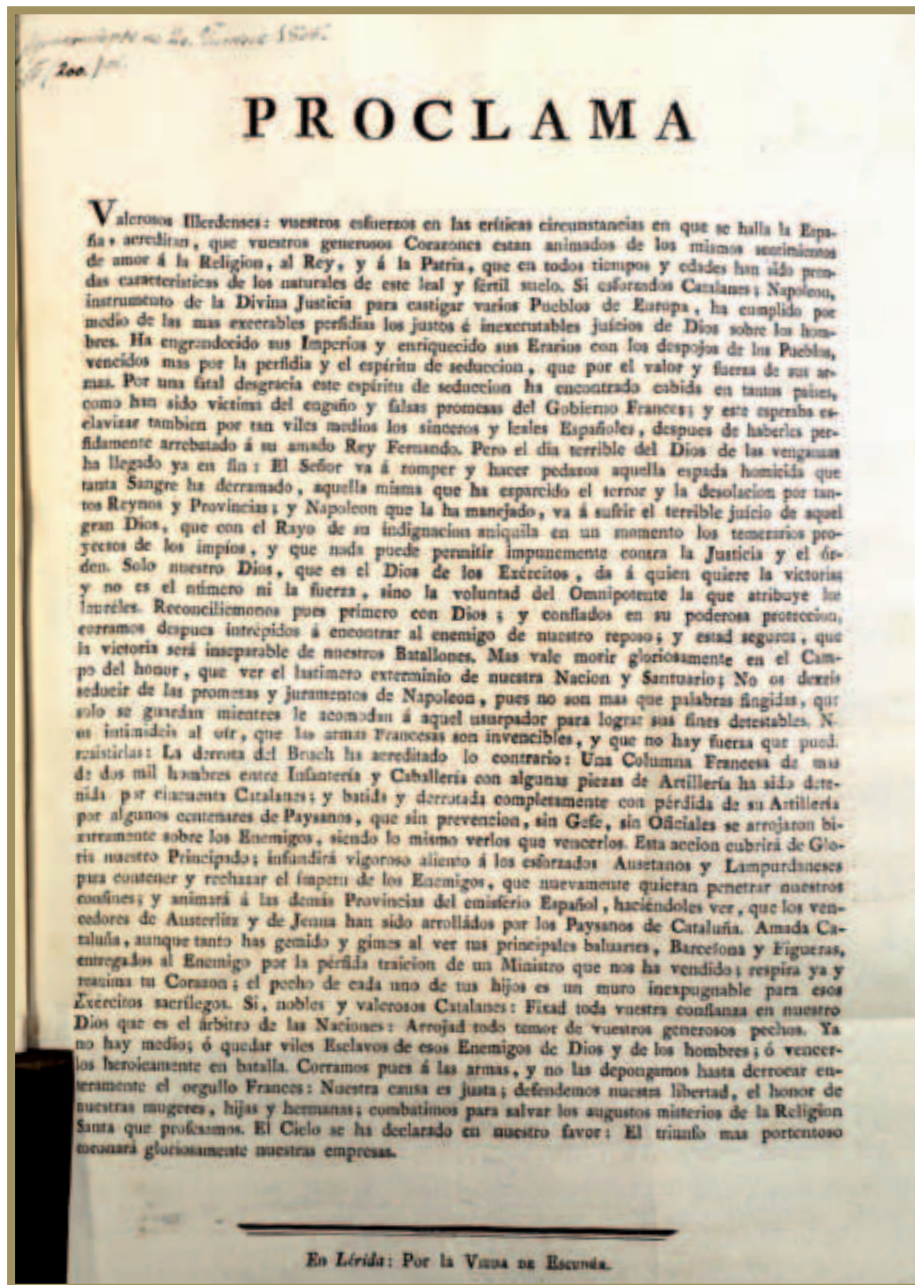 1808.
200.
PROCLAMA
Valerosos Illerdenses: vuestros esfuerzos en las críticas circunstancias en que se halla la Espa-
ña, acreditan, que vuestros generosos Corazones estan animados de los mismos sentimientos
de amor á la Religion, al Rey, y á la Patria, que en todos tiempos y edades han sido pren-
das características de los naturales de este leal y fértil suelo. Si esforzados Catalanes; Napoleon,
instrumento de la Divina Justicia para castigar varios Pueblos de Europa, ha cumplido por
medio de las mas execrables perfidias los justos é inexcrutables juícios de Dios sobre los hom-
bres. Ha engrandecido sus Imperios y enriquecido sus Erarios con los despojos de los Pueblos,
vencidos mas por la perfidia y el espíritu de seduccion, que por el valor y fuerza de sus ar-
mas. Por una fatal desgracia este espíritu de seduccion ha encontrado cabida en tantos paises,
como han sido víctima del engaño y falsas promesas del Gobierno Frances; y este esperaba es-
clavizar tambien por tan viles medios los sinceros y leales Españoles, despues de haberles per-
fidamente arrebatado á su amado Rey Fernando. Pero el dia terrible del Dios de las venganzas
ha llegado ya en fin: El Señor va á romper y hacer pedazos aquella espada homicida que
tanta Sangre ha derramado, aquella misma que ha esparcido el terror y la desolacion por tan-
tos Reynos y Provincias; y Napoleon que la ha manejado, va á sufrir el terrible juício de aquel
gran Dios, que con el Rayo de su indignacion aniquila en un momento los temerarios pro-
yectos de los impíos, y que nada puede permitir impunemente contra la Justicia y el ór-
den. Solo nuestro Dios, que es el Dios de los Exércitos, da á quien quiere la victoria;
y no es el número ni la fuerza, sino la voluntad del Omnipotente la que atribuye los
lauréles. Reconciliemonos pues primero con Dios; y confiados en su poderosa proteccion,
corramos despues intrépidos á encontrar al enemigo de nuestro reposo; y estad seguros, que
la victoria será inseparable de nuestros Batallones. Mas vale morir gloriosamente en el Cam-
po del honor, que ver el lastimero exterminio de nuestra Nacion y Santuario; No os dexeis
seducir de las promesas y juramentos de Napoleon, pues no son mas que palabras fingidas, que
solo se guardan mientres le acomodan á aquel usurpador para lograr sus fines detestables. N
os intimideis al oír, que las armas Francesas son invencibles, y que no hay fuerza que pued
resistirlas: La derrota del Bruch ha acreditado lo contrario: Una Columna Francesa de mas
de dos mil hombres entre Infantería y Caballería con algunas piezas de Artillería ha sido dete-
nida por cincuenta Catalanes; y batida y derrotada completamente con pérdida de su Artillería
por algunos centenares de Paysanos, que sin prevencion, sin Gefe, sin Oficiales se arrojaron bi-
zarramente sobre los Enemigos, siendo lo mismo verlos que vencerlos. Esta accion cubrirá de Glo-
ria nuestro Principado; infundirá vigoroso aliento á los esforzados Ausetanos y Lampurdaneses
para contener y rechazar el ímpetu de los Enemigos, que nuevamente quieran penetrar nuestros
confines; y animará á las demás Provincias del emisferio Español, haciéndoles ver, que los ven-
cedores de Austerlitz y de Jenna han sido arrolládos por los Paysanos de Cataluña. Amada Ca-
taluña, aunque tanto has gemido y gimes al ver tus principales baluartes, Barcelona y Figueras,
entregados al Enemigo por la pérfida traicion de un Ministro que nos ha vendido; respira ya y
reanima tu Corazon; el pecho de cada uno de tus hijos es un muro inexpugnable para esos
Exércitos sacrílegos. Si, nobles y valerosos Catalanes: Fixad toda vuestra confianza en nuestro
Dios que es el árbitro de las Naciones: Arrojad todo temor de vuestros generosos pechos. Ya
no hay medio; ó quedar viles Esclavos de esos Enemigos de Dios y de los hombres; ó vencer-
los heroicamente en batalla. Corramos pues á las armas, y no las depongamos hasta derrocar en-
teramente el orgullo Frances: Nuestra causa es justa; defendemos nuestra libertad, el honor de
nuestras mugeres, hijas y hermanas; combatimos para salvar los augustos misterios de la Religion
Santa que profesamos. El Cielo se ha declarado en nuestro favor: El triunfo mas portentoso
coronará gloriosamente nuestras empresas.
En Lérida: Por la VIUDA DE ESCUDÉR.